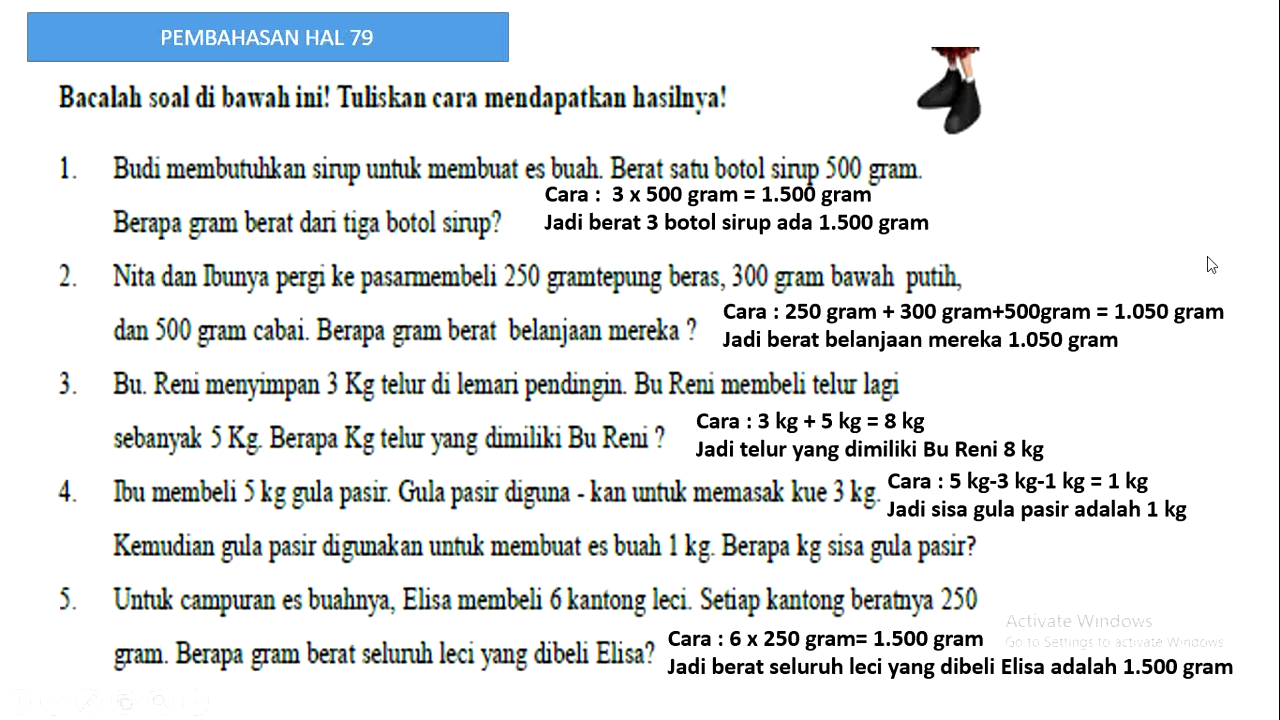 PEMBAHASAN HAL 79
Bacalah soal di bawah ini! Tuliskan cara mendapatkan hasilnya!
1. Budi membutuhkan sirup untuk membuat es buah. Berat satu botol sirup 500 gram.
Cara : 3 x 500 gram = 1.500 gram
Berapa gram berat dari tiga botol sirup?
Jadi berat 3 botol sirup ada 1.500 gram
2. Nita dan Ibunya pergi ke pasarmembeli 250 gramtepung beras, 300 gram bawah putih,
Cara : 250 gram + 300 gram+500gram = 1.050 gram
dan 500 gram cabai. Berapa gram berat belanjaan mereka ?
Jadi berat belanjaan mereka 1.050 gram
3. Bu. Reni menyimpan 3 Kg telur di lemari pendingin. Bu Reni membeli telur lagi
Cara : 3 kg + 5 kg = 8 kg
sebanyak 5 Kg. Berapa Kg telur yang dimiliki Bu Reni ?
Jadi telur yang dimiliki Bu Reni 8 kg
4. Ibu membeli 5 kg gula pasir. Gula pasir diguna - kan untuk memasak kue 3 kg.
Cara : 5 kg-3 kg-1 kg = 1 kg
Jadi sisa gula pasir adalah 1 kg
Kemudian gula pasir digunakan untuk membuat es buah 1 kg. Berapa kg sisa gula pasir?
5. Untuk campuran es buahnya, Elisa membeli 6 kantong leci. Setiap kantong beratnya 250
Activate Windows
Go to Settings to activate Windows
Cara : 6 x 250 gram= 1.500 gram
gram. Berapa gram berat seluruh leci yang dibeli Elisa?
Jadi berat seluruh leci yang dibeli Elisa adalah 1.500 gram